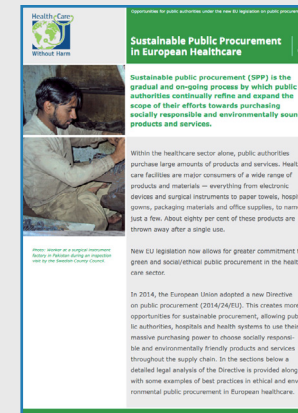 Opportunities for public authorities under the new EU legislation on public
Health Care
Without Harm
Sustainable Public Procurement
in European Healthcare
Sustainable public procurement (SPP) is the
gradual and on-going process by which public
authorities continually refine and expand the
scope of their efforts towards purchasing
socially responsible and environmentally
products and services.
Within the healthcare sector alone, public authorities
purchase large amounts of products and services.
care facilities are major consumers of a wide range of
products and materials — everything from electronic
devices and surgical instruments to paper towels,
gowns, packaging materials and office supplies, to
just a few. About eighty per cent of these products are
thrown away after a single use.
Photo: Worker at a surgical instrument
factory in Pakistan during an inspection
visit by the Swedish County Council
New EU legislation now allows for greater commitment
green and social/ethical public procurement in the
care sector.
In 2014, the European Union adopted a new Directive
on public procurement (2014/24/EU). This creates more
opportunities for sustainable procurement, allowing pub
lic authorities, hospitals and health systems to use their
massive purchasing power to choose socially responsi-
ble and environmentally friendly products and services
throughout the supply chain. In the sections below a
detailed legal analysis of the Directive is provided along
with some examples of best practices in ethical and
ronmental public procurement in European healthcare.